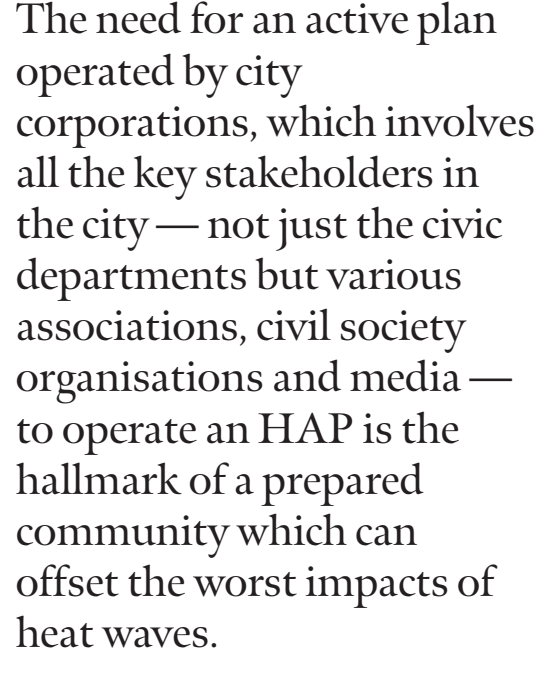 The need for an active plan
operated by city
corporations, which involves
all the key stakeholders in
the city — not just the civic
departments but various
associations, civil society
organisations and media —
to operate an HAP is the
hallmark of a prepared
community which can
offset the worst impacts of
heat waves.